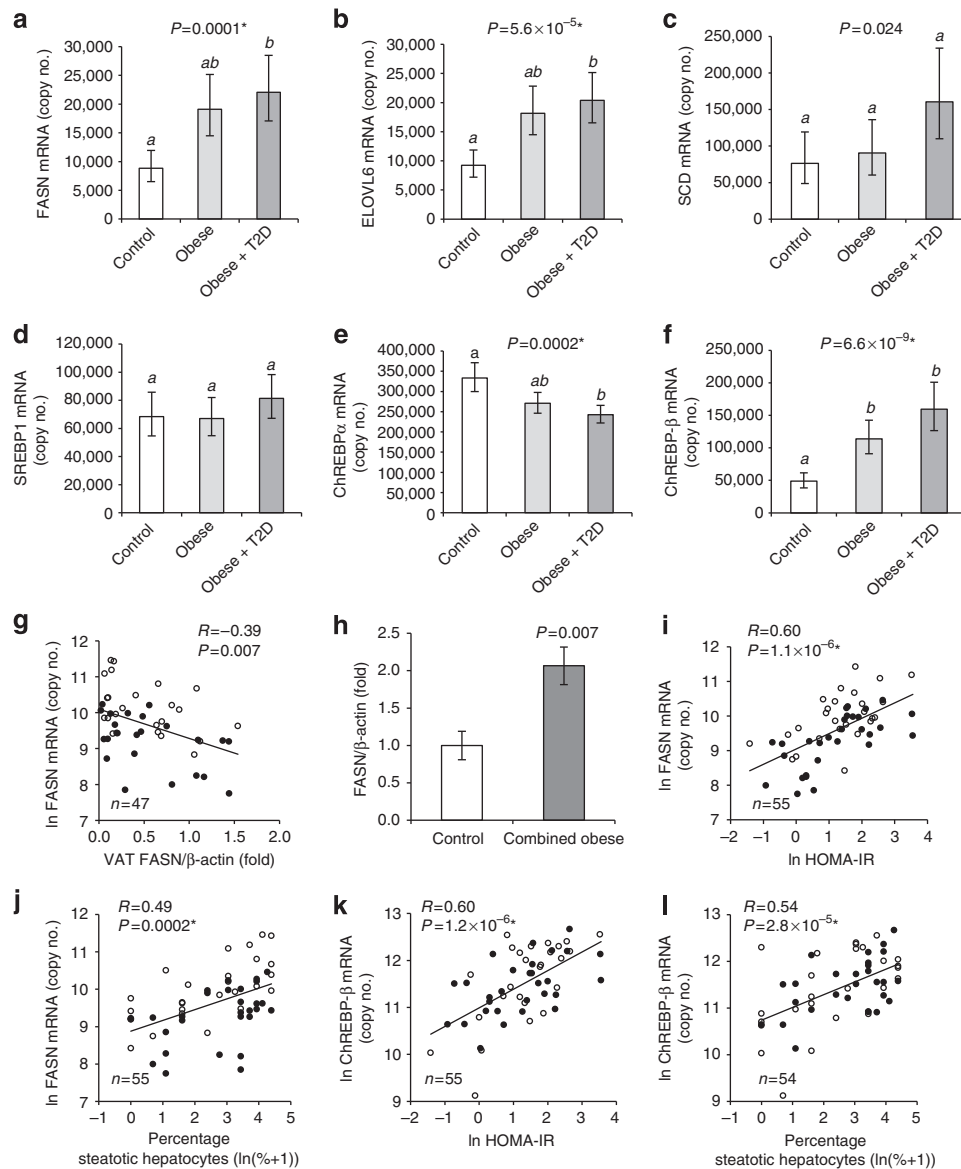 a
P=0.0001*
FASN mRNA (copy no.)
30,000
25,000
20,000
15,000
10,000
5,000
0
a
ab
b
Control
Obese
Obese + T2D
b
P=5.6×10−5*
ELOVL6 mRNA (copy no.)
30,000
25,000
20,000
15,000
10,000
5,000
0
a
ab
b
Control
Obese
Obese + T2D
c
P=0.024
SCD mRNA (copy no.)
250,000
200,000
150,000
100,000
50,000
0
a
a
a
Control
Obese
Obese + T2D
d
SREBP1 mRNA
(copy no.)
120,000
100,000
80,000
60,000
40,000
20,000
0
a
a
a
Control
Obese
Obese + T2D
e
P=0.0002*
ChREBPα mRNA
(copy no.)
400,000
350,000
300,000
250,000
200,000
150,000
100,000
50,000
0
a
ab
b
Control
Obese
Obese + T2D
f
P=6.6×10−9*
ChREBP-β mRNA
(copy no.)
250,000
200,000
150,000
100,000
50,000
0
a
b
b
Control
Obese
Obese + T2D
g
R=−0.39
P=0.007
ln FASN mRNA (copy no.)
12
11
10
9
8
7
n=47
0.0
0.5
1.0
1.5
2.0
VAT FASN/β-actin (fold)
h
P=0.007
FASN/β-actin (fold)
2.5
2.0
1.5
1.0
0.5
0.0
Control
Combined obese
i
R=0.60
P=1.1×10−6*
ln FASN mRNA
(copy no.)
12
11
10
9
8
7
n=55
−2
−1
0
1
2
3
4
ln HOMA-IR
j
R=0.49
P=0.0002*
ln FASN mRNA (copy no.)
12
11
10
9
8
7
n=55
−1
0
1
2
3
4
5
Percentage
steatotic hepatocytes (ln(%+1))
k
R=0.60
P=1.2×10−6*
ln ChREBP-β mRNA
(copy no.)
13
12
11
10
9
n=55
−2
−1
0
1
2
3
4
ln HOMA-IR
l
R=0.54
P=2.8×10−5*
ln ChREBP-β mRNA
(copy no.)
13
12
11
10
9
n=54
−1
0
1
2
3
4
5
Percentage
steatotic hepatocytes (ln(%+1))